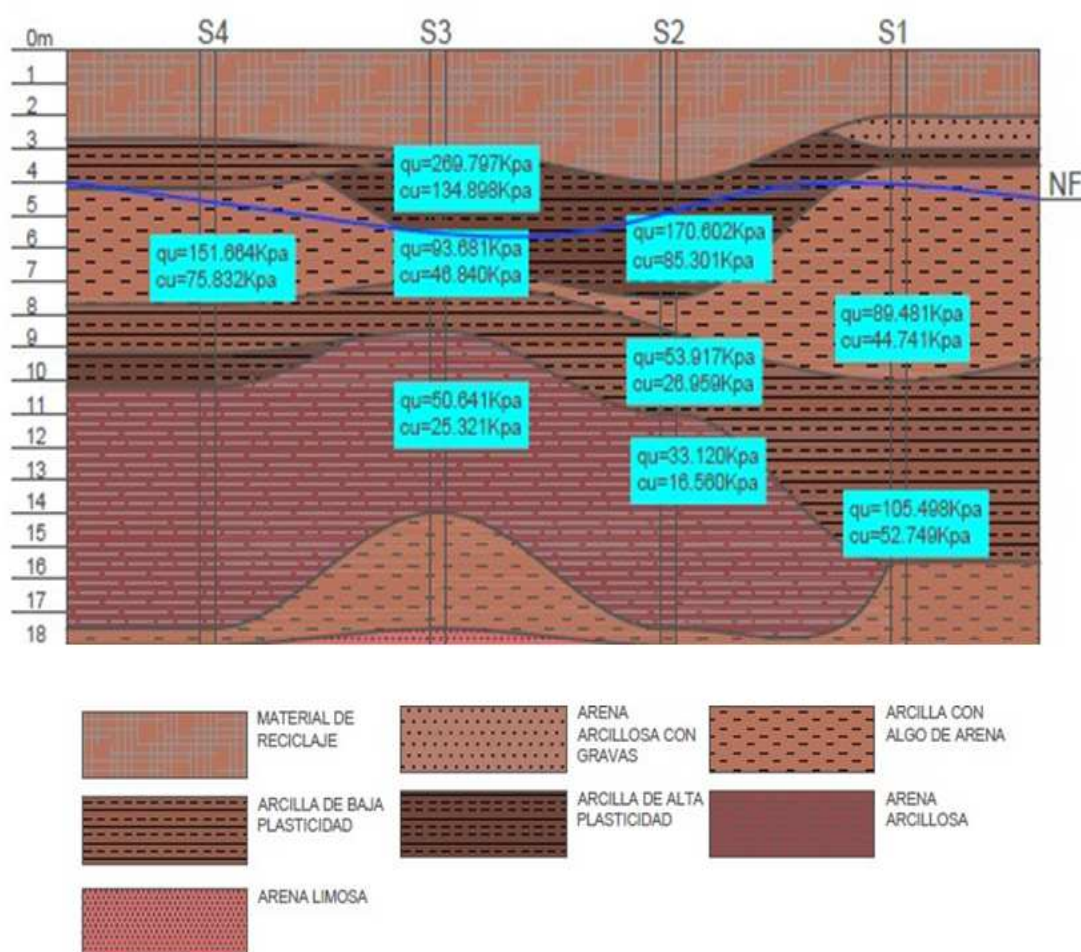 S4 S3 S2 S1
0m
1
2
3
4
5
6
7
8
9
10
11
12
13
14
15
16
17
18
NF
qu=269.797Kpa
cu=134.898Kpa
qu=151.664Kpa
cu=75.832Kpa
qu=93.681Kpa
cu=46.840Kpa
qu=170.602Kpa
cu=85.301Kpa
qu=89.481Kpa
cu=44.741Kpa
qu=53.917Kpa
cu=26.959Kpa
qu=50.641Kpa
cu=25.321Kpa
qu=33.120Kpa
cu=16.560Kpa
qu=105.498Kpa
cu=52.749Kpa
MATERIAL DE
RECICLAJE
ARENA
ARCILLOSA CON
GRAVAS
ARCILLA CON
ALGO DE ARENA
ARCILLA DE BAJA
PLASTICIDAD
ARCILLA DE ALTA
PLASTICIDAD
ARENA
ARCILLOSA
ARENA LIMOSA